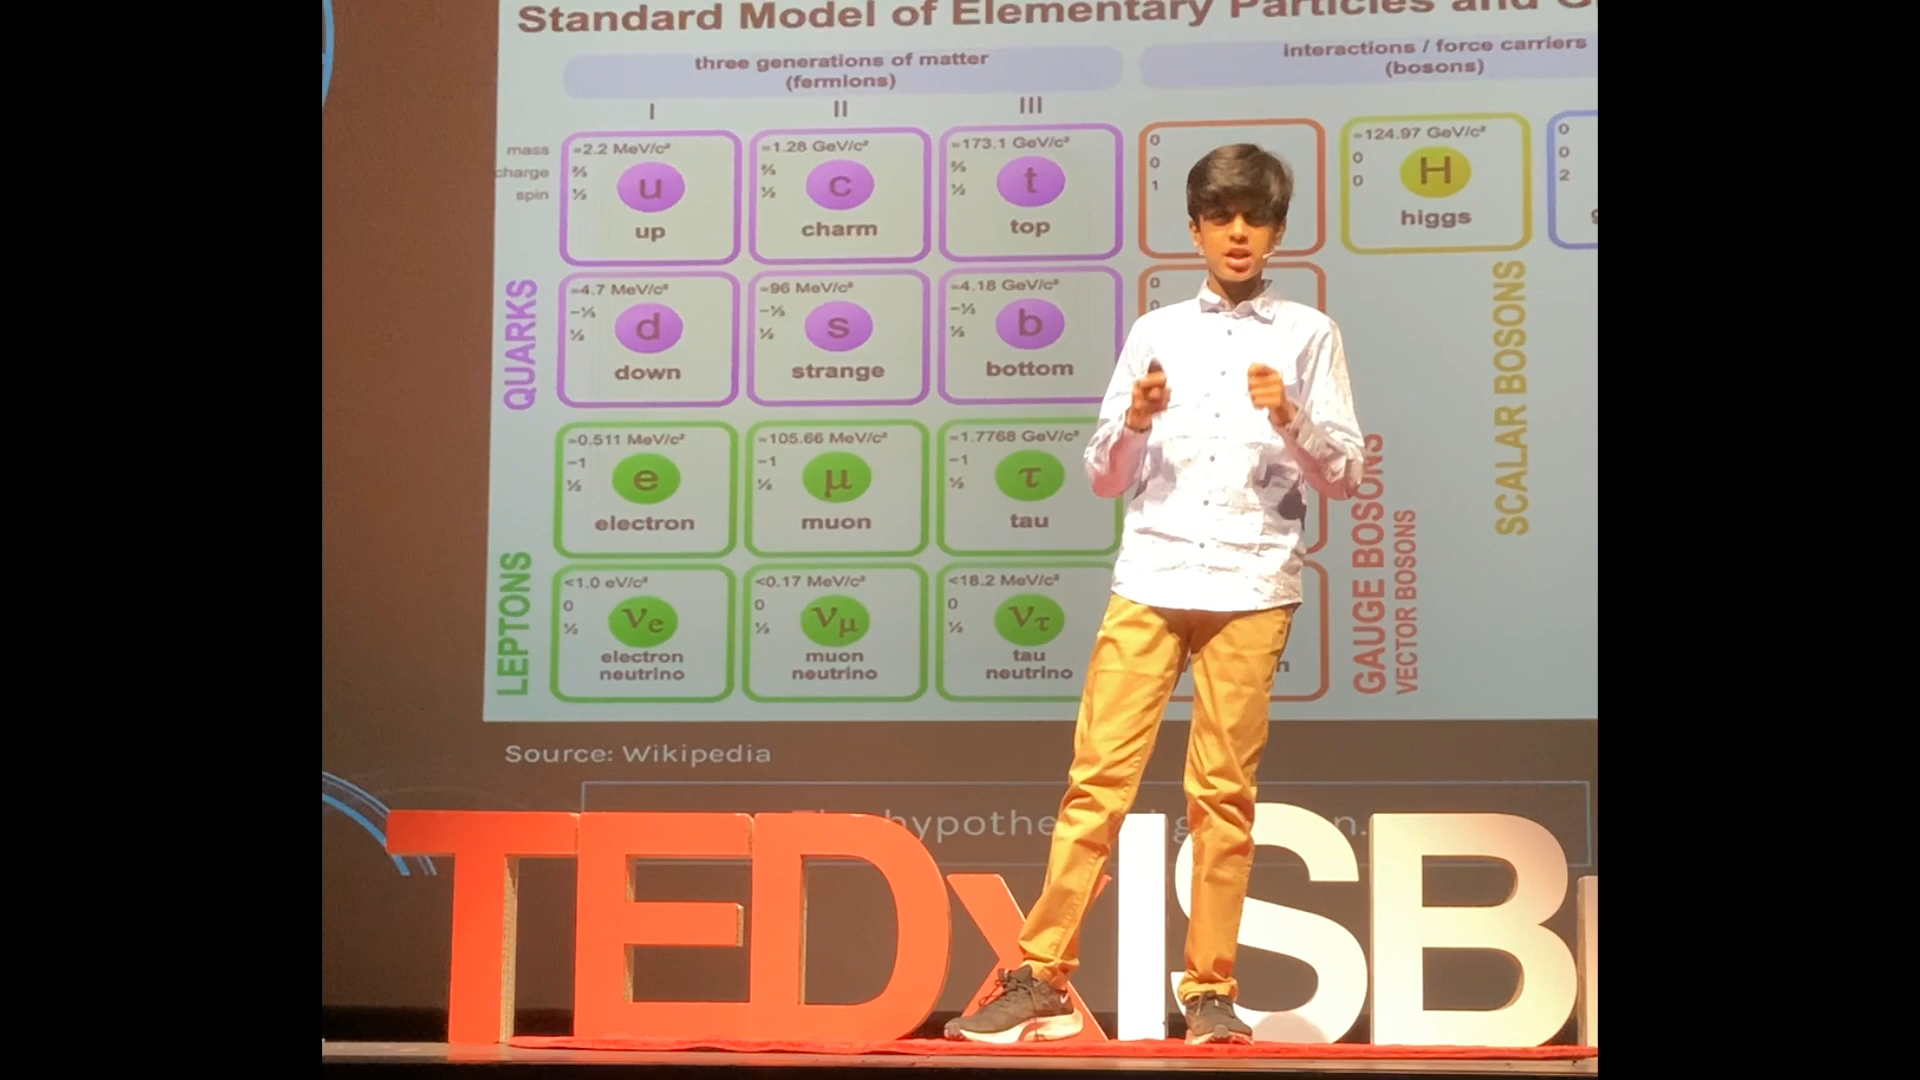 Standard Model of Elementary Particles and
three generations of matter
(fermions)
interactions / force carriers
(bosons)
I II III
mass
charge
spin
≈2.2 MeV/c²
⅔
½
u
up
≈1.28 GeV/c²
⅔
½
c
charm
≈173.1 GeV/c²
⅔
½
t
top
0
0
1
≈124.97 GeV/c²
0
0
H
higgs
0
0
2
QUARKS
≈4.7 MeV/c²
−⅓
½
d
down
≈96 MeV/c²
−⅓
½
s
strange
≈4.18 GeV/c²
−⅓
½
b
bottom
0
0
SCALAR BOSONS
≈0.511 MeV/c²
−1
½
e
electron
≈105.66 MeV/c²
−1
½
μ
muon
≈1.7768 GeV/c²
−1
½
τ
tau
LEPTONS
<1.0 eV/c²
0
½
νe
electron
neutrino
<0.17 MeV/c²
0
½
νμ
muon
neutrino
<18.2 MeV/c²
0
½
ντ
tau
neutrino
GAUGE BOSONS
VECTOR BOSONS
Source: Wikipedia
TEDxISB